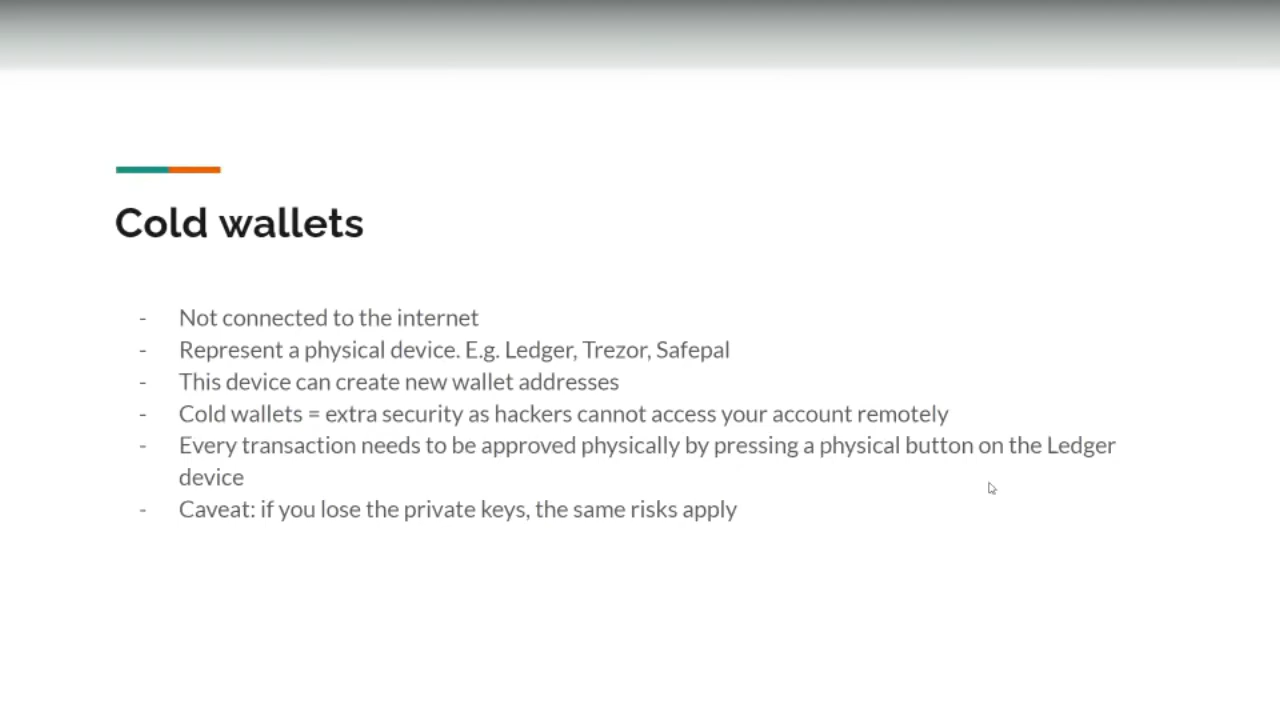 Cold wallets
- Not connected to the internet
- Represent a physical device. E.g. Ledger, Trezor, Safepal
- This device can create new wallet addresses
- Cold wallets = extra security as hackers cannot access your account remotely
- Every transaction needs to be approved physically by pressing a physical button on the Ledger
device
- Caveat: if you lose the private keys, the same risks apply